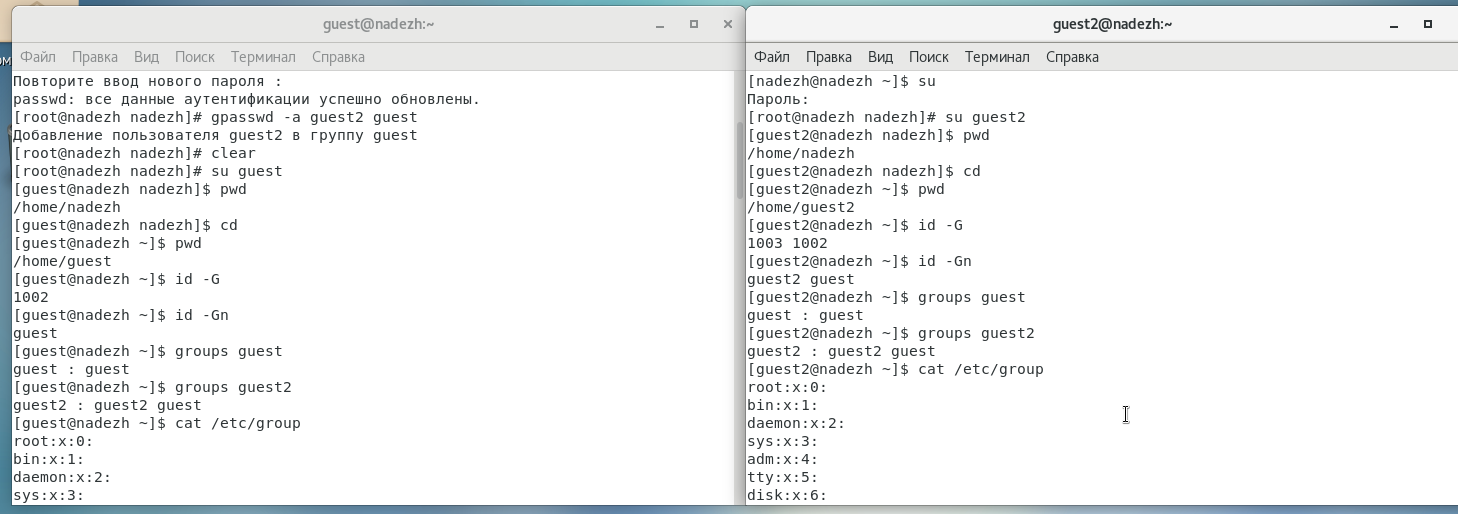 guest@nadezh:~
Файл Правка Вид Поиск Терминал Справка
Повторите ввод нового пароля :
passwd: все данные аутентификации успешно обновлены.
[root@nadezh nadezh]# gpasswd -a guest2 guest
Добавление пользователя guest2 в группу guest
[root@nadezh nadezh]# clear
[root@nadezh nadezh]# su guest
[guest@nadezh nadezh]$ pwd
/home/nadezh
[guest@nadezh nadezh]$ cd
[guest@nadezh ~]$ pwd
/home/guest
[guest@nadezh ~]$ id -G
1002
[guest@nadezh ~]$ id -Gn
guest
[guest@nadezh ~]$ groups guest
guest : guest
[guest@nadezh ~]$ groups guest2
guest2 : guest2 guest
[guest@nadezh ~]$ cat /etc/group
root:x:0:
bin:x:1:
daemon:x:2:
sys:x:3:
guest2@nadezh:~
Файл Правка Вид Поиск Терминал Справка
[nadezh@nadezh ~]$ su
Пароль:
[root@nadezh nadezh]# su guest2
[guest2@nadezh nadezh]$ pwd
/home/nadezh
[guest2@nadezh nadezh]$ cd
[guest2@nadezh ~]$ pwd
/home/guest2
[guest2@nadezh ~]$ id -G
1003 1002
[guest2@nadezh ~]$ id -Gn
guest2 guest
[guest2@nadezh ~]$ groups guest
guest : guest
[guest2@nadezh ~]$ groups guest2
guest2 : guest2 guest
[guest2@nadezh ~]$ cat /etc/group
root:x:0:
bin:x:1:
daemon:x:2:
sys:x:3:
adm:x:4:
tty:x:5:
disk:x:6: